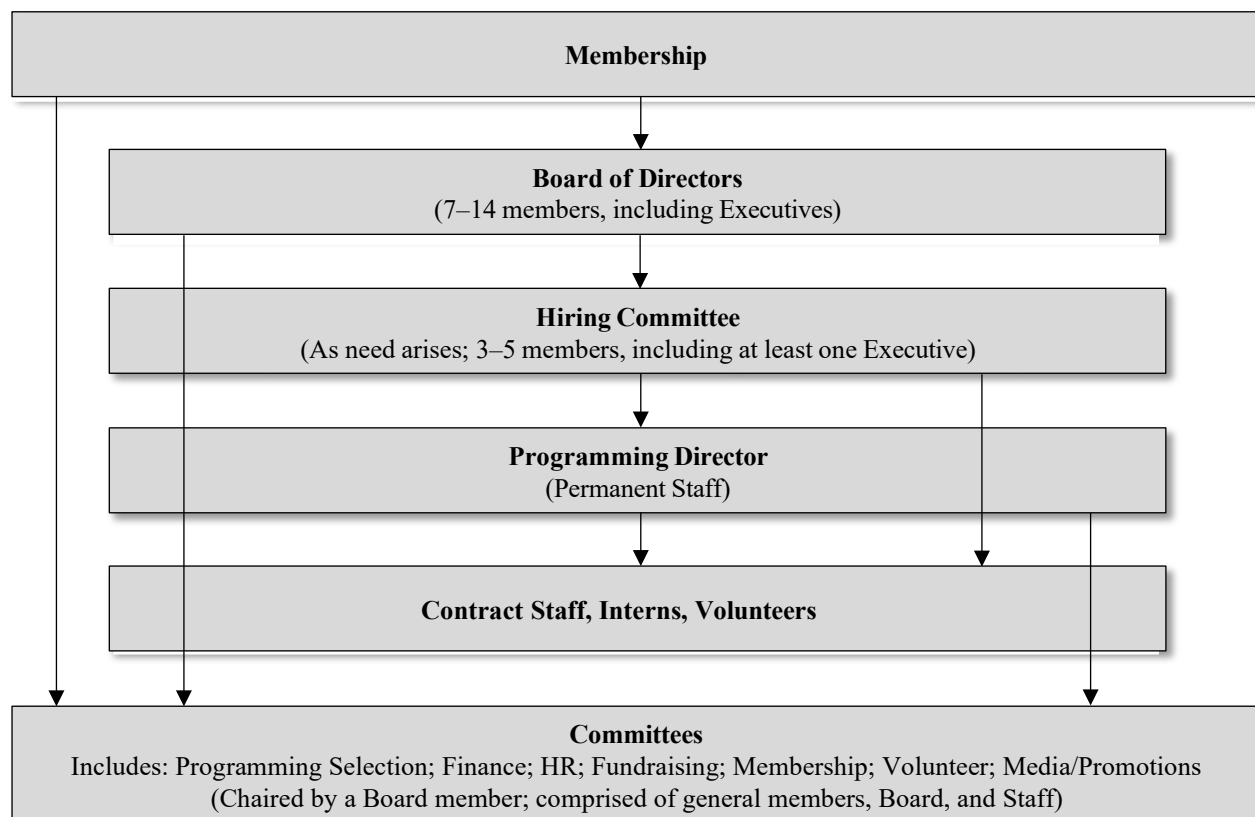 Membership
Board of Directors
(7–14 members, including Executives)
Hiring Committee
(As need arises; 3–5 members, including at least one Executive)
Programming Director
(Permanent Staff)
Contract Staff, Interns, Volunteers
Committees
Includes: Programming Selection; Finance; HR; Fundraising; Membership; Volunteer; Media/Promotions
(Chaired by a Board member; comprised of general members, Board, and Staff)